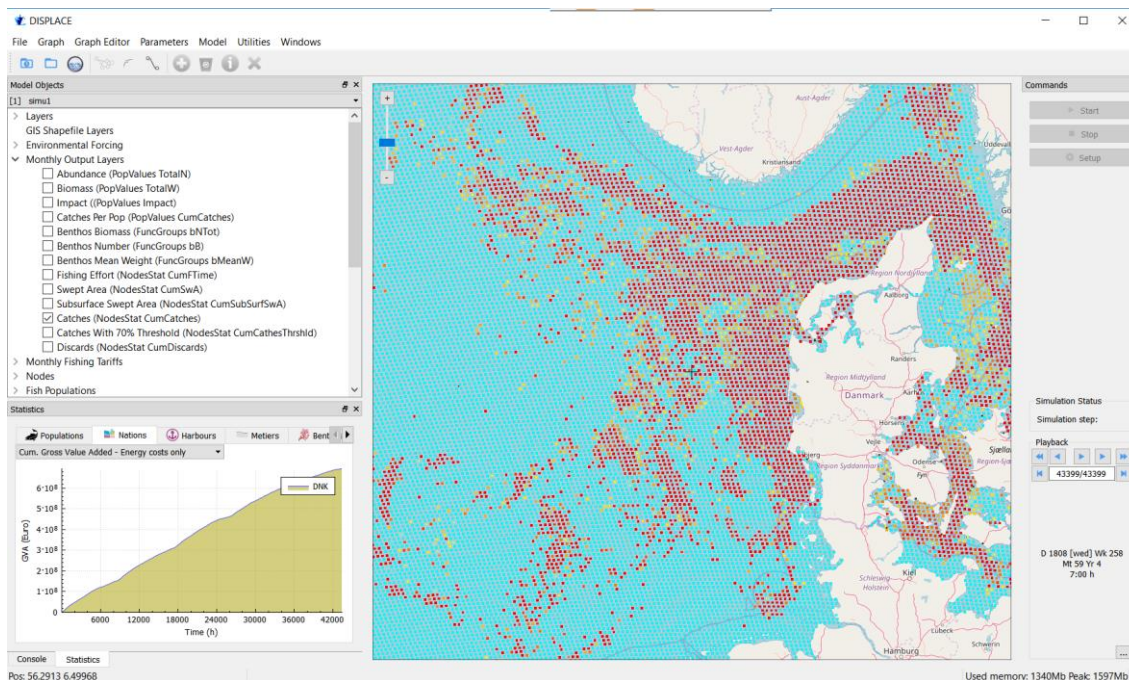 DISPLACE
File Graph Graph Editor Parameters Model Utilities Windows
Model Objects
[1] simu1
Layers
GIS Shapefile Layers
Environmental Forcing
Monthly Output Layers
Abundance (PopValues TotalN)
Biomass (PopValues TotalW)
Impact ((PopValues Impact)
Catches Per Pop (PopValues CumCatches)
Benthos Biomass (FuncGroups bNTot)
Benthos Number (FuncGroups bB)
Benthos Mean Weight (FuncGroups bMeanW)
Fishing Effort (NodesStat CumFTime)
Swept Area (NodesStat CumSwA)
Subsurface Swept Area (NodesStat CumSubSurfSwA)
Catches (NodesStat CumCatches)
Catches With 70% Threshold (NodesStat CumCathesThrshld)
Discards (NodesStat CumDiscards)
Monthly Fishing Tariffs
Nodes
Fish Populations
Statistics
Populations Nations Harbours Metiers Bent
Cum. Gross Value Added - Energy costs only
DNK
6·10⁸
5·10⁸
4·10⁸
3·10⁸
2·10⁸
1·10⁸
0
GVA (Euro)
6000 12000 18000 24000 30000 36000 42000
Time (h)
Console Statistics
Pos: 56.2913 6.49968
Aust-Agder
Vest-Agder
Kristiansand
Uddevall
Gö
Region Nordjylland
Aalborg
Randers
Region Midtjylland
Danmark
Aarh
Horsens
Vejle
Sjælla
Esbjerg
Region Syddanmark
Odense
Fyn
Region Sjæ
Kiel
Schleswig-
Holstein
Lübeck
Schwerin
Hamburg
Commands
Start
Stop
Setup
Simulation Status
Simulation step:
Playback
43399/43399
D 1808 [wed] Wk 258
Mt 59 Yr 4
7:00 h
...
Used memory: 1340Mb Peak: 1597Mb